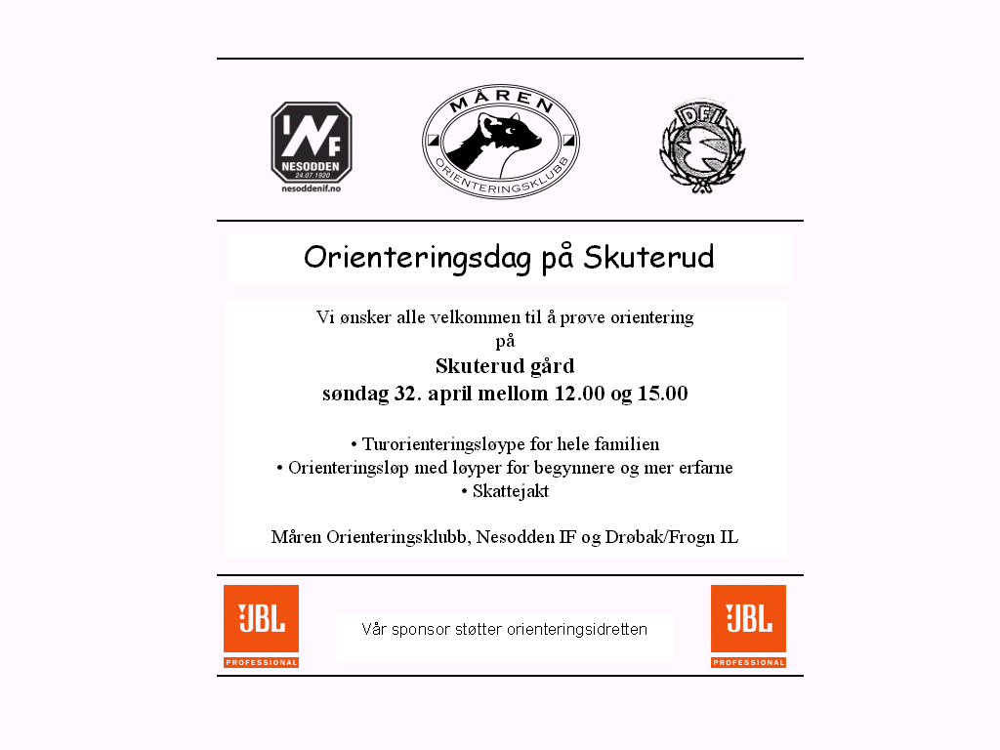 INF
NESODDEN
24.07.1920
nesoddenif.no
MÅREN
ORIENTERINGSKLUBB
DFI
Orienteringsdag på Skuterud
Vi ønsker alle velkommen til å prøve orientering
på
Skuterud gård
søndag 32. april mellom 12.00 og 15.00
• Turorienteringsløype for hele familien
• Orienteringsløp med løyper for begynnere og mer erfarne
• Skattejakt
Måren Orienteringsklubb, Nesodden IF og Drøbak/Frogn IL
JBL
PROFESSIONAL
Vår sponsor støtter orienteringsidretten
JBL
PROFESSIONAL